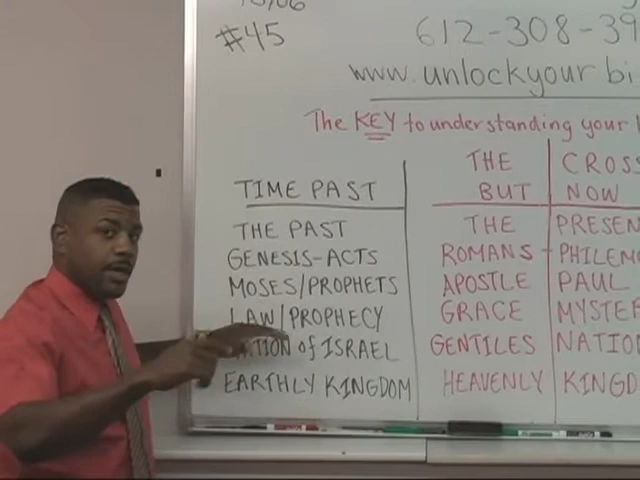 #45
612-308-39
www.unlockyour bi
The KEY to understanding your
THE CROSS
TIME PAST BUT NOW
THE PAST THE PRESEN
GENESIS-ACTS ROMANS - PHILEM
MOSES/PROPHETS APOSTLE PAUL
LAW/PROPHECY GRACE MYSTER
NATION of ISRAEL GENTILES NATION
EARTHLY KINGDOM HEAVENLY KINGD